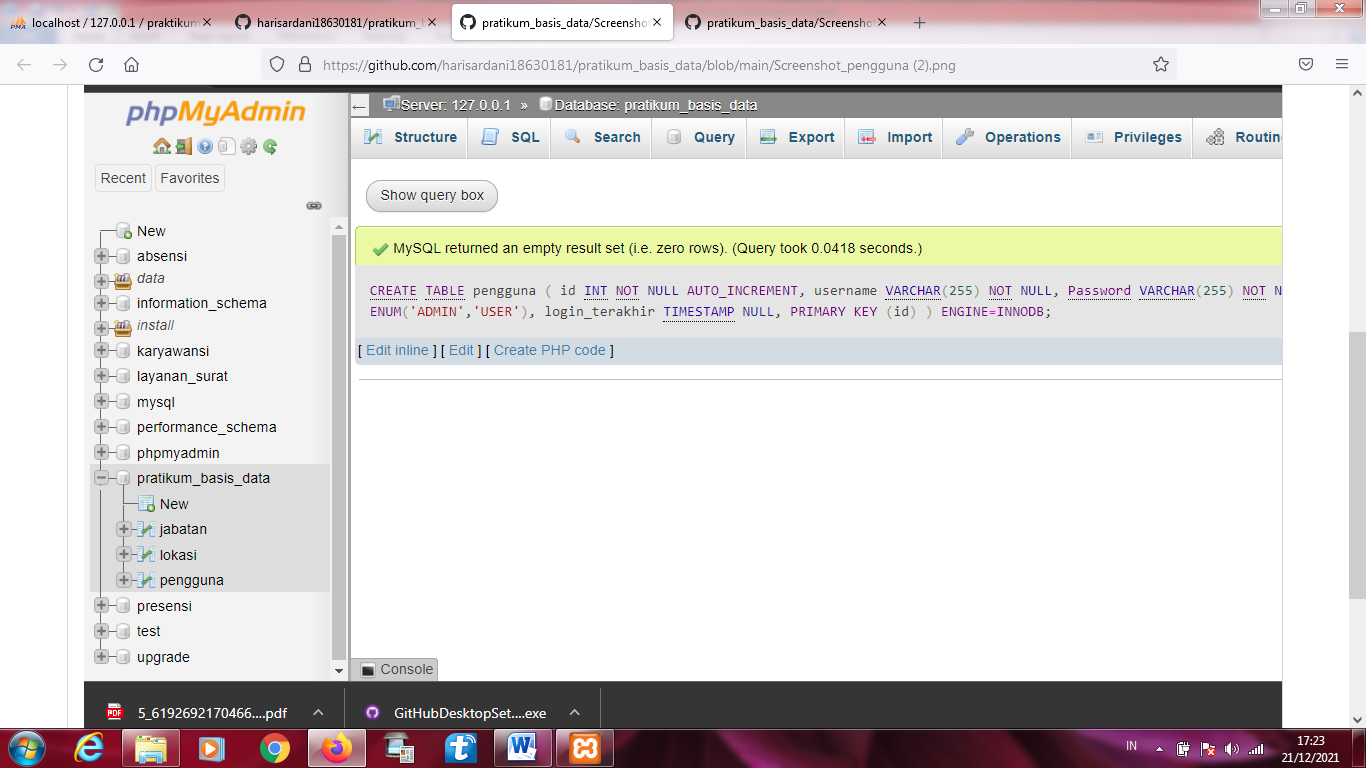 localhost / 127.0.0.1 / praktikum
harisardani18630181/pratikum_
pratikum_basis_data/Screenshot
pratikum_basis_data/Screenshot
https://github.com/harisardani18630181/pratikum_basis_data/blob/main/Screenshot_pengguna (2).png
phpMyAdmin
Recent
Favorites
New
absensi
data
information_schema
install
karyawansi
layanan_surat
mysql
performance_schema
phpmyadmin
pratikum_basis_data
New
jabatan
lokasi
pengguna
presensi
test
upgrade
Server: 127.0.0.1 » Database: pratikum_basis_data
Structure SQL Search Query Export Import Operations Privileges Routin
Show query box
MySQL returned an empty result set (i.e. zero rows). (Query took 0.0418 seconds.)
CREATE TABLE pengguna ( id INT NOT NULL AUTO_INCREMENT, username VARCHAR(255) NOT NULL, Password VARCHAR(255) NOT N
ENUM('ADMIN','USER'), login_terakhir TIMESTAMP NULL, PRIMARY KEY (id) ) ENGINE=INNODB;
[ Edit inline ] [ Edit ] [ Create PHP code ]
Console
5_6192692170466....pdf
GitHubDesktopSet....exe
IN
17:23
21/12/2021